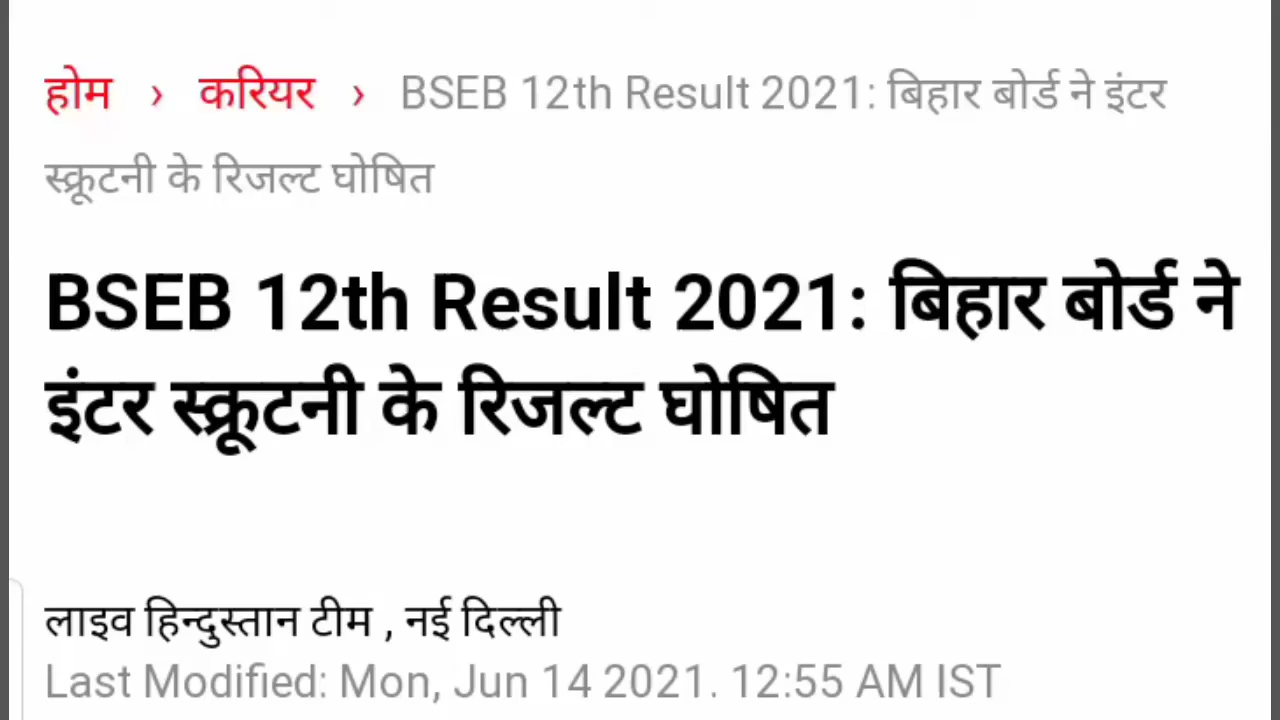 होम › करियर › BSEB 12th Result 2021: बिहार बोर्ड ने इंटर
स्क्रूटनी के रिजल्ट घोषित
BSEB 12th Result 2021: बिहार बोर्ड ने
इंटर स्क्रूटनी के रिजल्ट घोषित
लाइव हिन्दुस्तान टीम , नई दिल्ली
Last Modified: Mon, Jun 14 2021. 12:55 AM IST